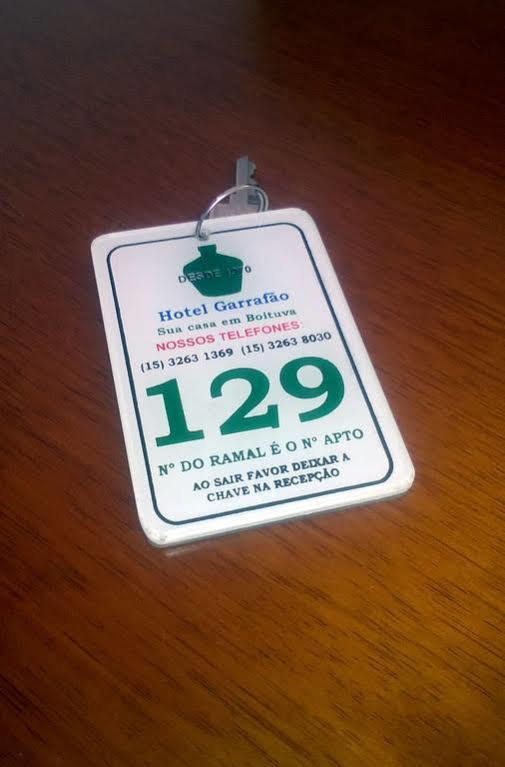 DESDE 1970
Hotel Garrafão
Sua casa em Boituva
NOSSOS TELEFONES:
(15) 3263 1369 (15) 3263 8030
129
Nº DO RAMAL É O Nº APTO
AO SAIR FAVOR DEIXAR A
CHAVE NA RECEPÇÃO